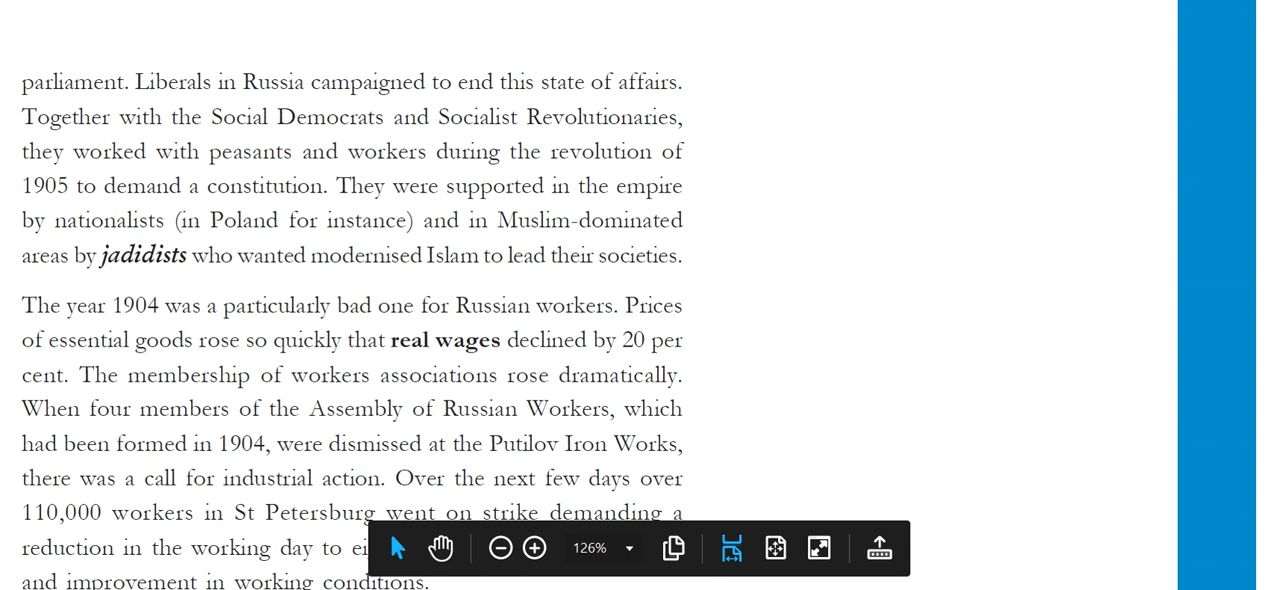 parliament. Liberals in Russia campaigned to end this state of affairs.
Together with the Social Democrats and Socialist Revolutionaries,
they worked with peasants and workers during the revolution of
1905 to demand a constitution. They were supported in the empire
by nationalists (in Poland for instance) and in Muslim-dominated
areas by jadidists who wanted modernised Islam to lead their societies.
The year 1904 was a particularly bad one for Russian workers. Prices
of essential goods rose so quickly that real wages declined by 20 per
cent. The membership of workers associations rose dramatically.
When four members of the Assembly of Russian Workers, which
had been formed in 1904, were dismissed at the Putilov Iron Works,
there was a call for industrial action. Over the next few days over
110,000 workers in St Petersburg went on strike demanding a
reduction in the working day to
and improvement in working conditions.
126%